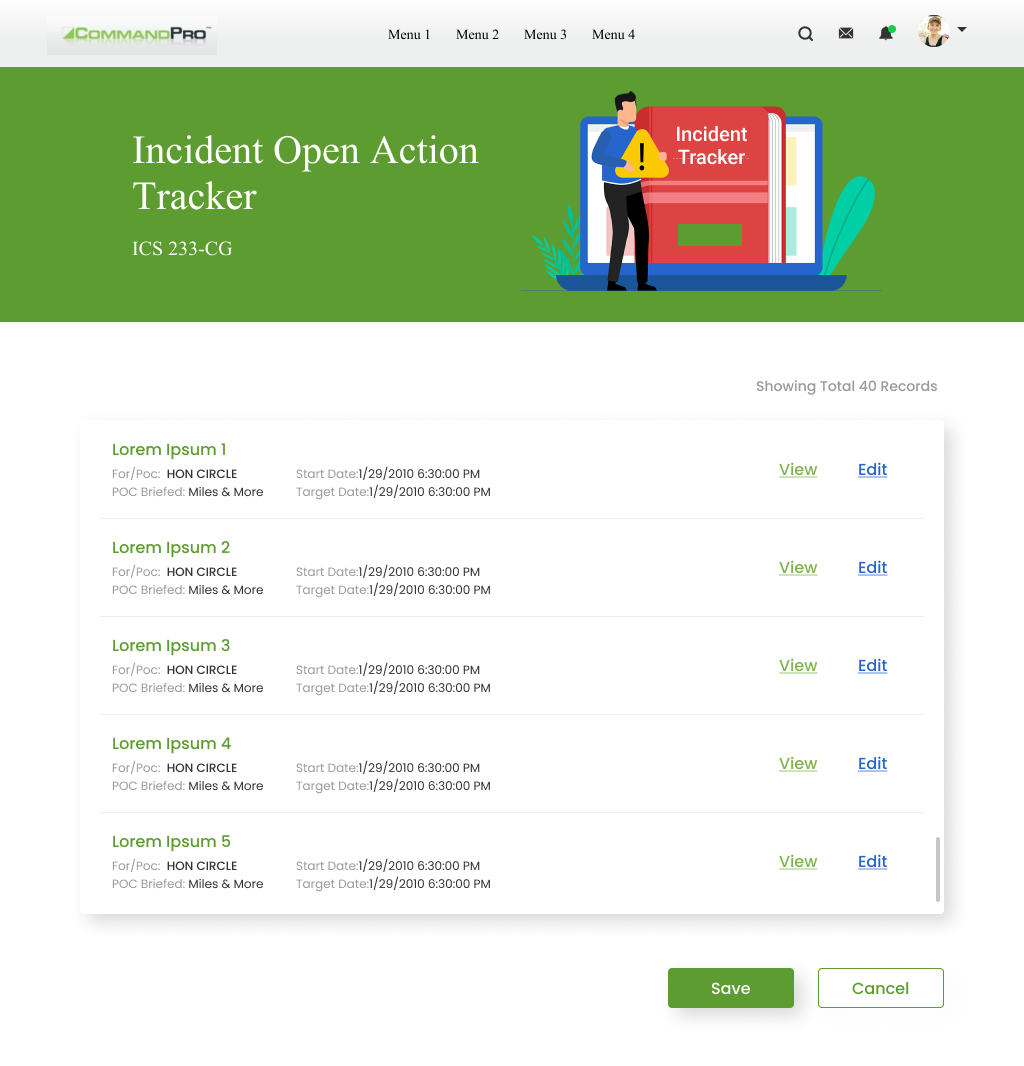 COMMANDPRO™
Menu 1 Menu 2 Menu 3 Menu 4
Incident Open Action
Tracker
ICS 233-CG
Incident
Tracker
!
Showing Total 40 Records
Lorem Ipsum 1
For/Poc: HON CIRCLE Start Date:1/29/2010 6:30:00 PM
POC Briefed: Miles & More Target Date:1/29/2010 6:30:00 PM
View Edit
Lorem Ipsum 2
For/Poc: HON CIRCLE Start Date:1/29/2010 6:30:00 PM
POC Briefed: Miles & More Target Date:1/29/2010 6:30:00 PM
View Edit
Lorem Ipsum 3
For/Poc: HON CIRCLE Start Date:1/29/2010 6:30:00 PM
POC Briefed: Miles & More Target Date:1/29/2010 6:30:00 PM
View Edit
Lorem Ipsum 4
For/Poc: HON CIRCLE Start Date:1/29/2010 6:30:00 PM
POC Briefed: Miles & More Target Date:1/29/2010 6:30:00 PM
View Edit
Lorem Ipsum 5
For/Poc: HON CIRCLE Start Date:1/29/2010 6:30:00 PM
POC Briefed: Miles & More Target Date:1/29/2010 6:30:00 PM
View Edit
Save Cancel